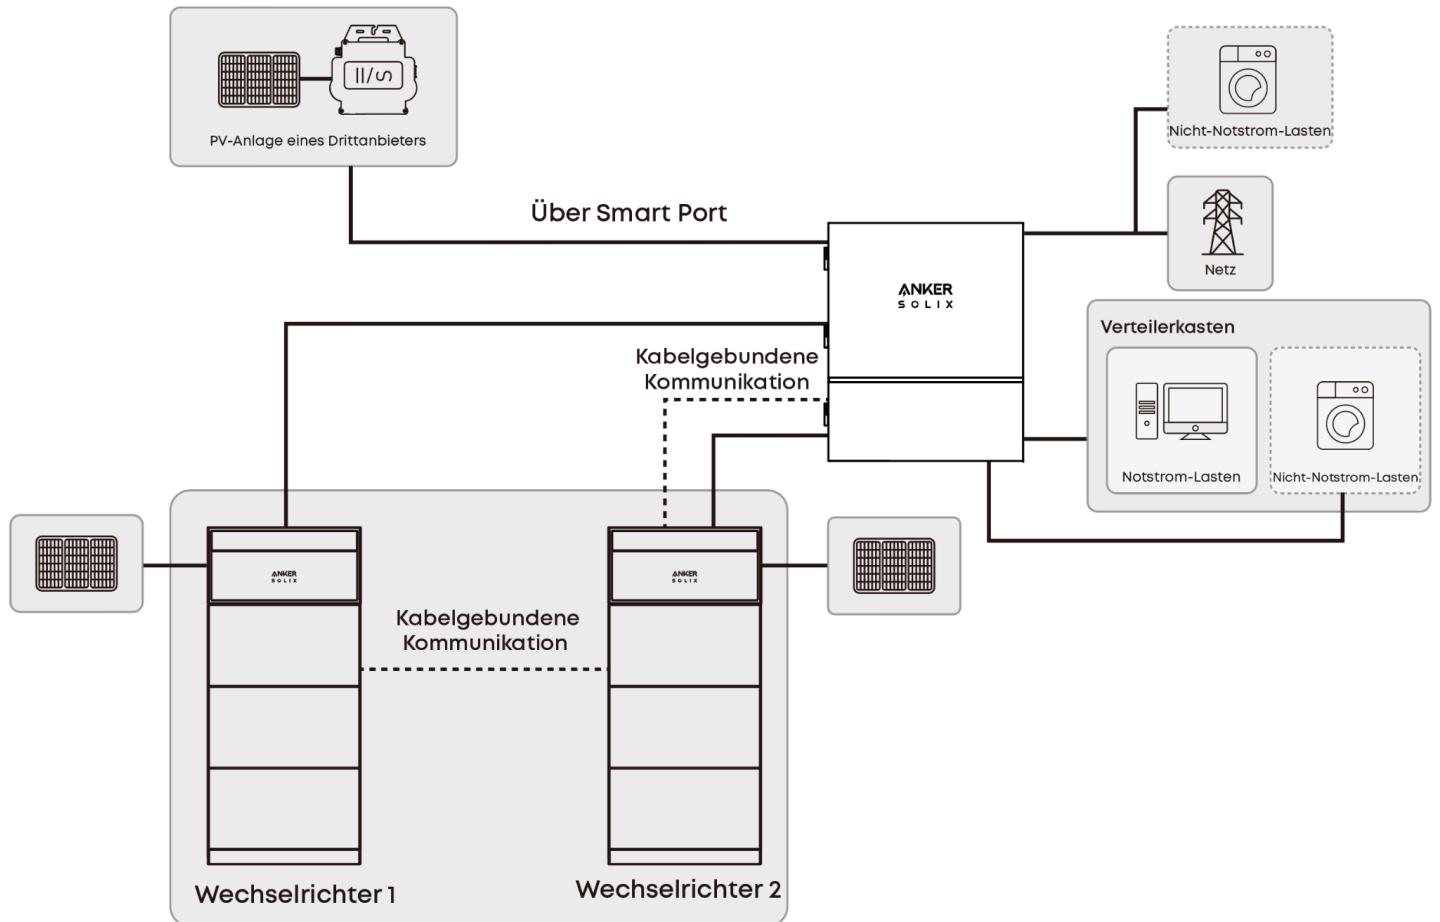 PV-Anlage eines Drittanbieters
Nicht-Notstrom-Lasten
Über Smart Port
Netz
ANKER
SOLIX
Verteilerkasten
Kabelgebundene
Kommunikation
Notstrom-Lasten
Nicht-Notstrom-Lasten
ANKER
SOLIX
ANKER
SOLIX
Kabelgebundene
Kommunikation
Wechselrichter 1
Wechselrichter 2